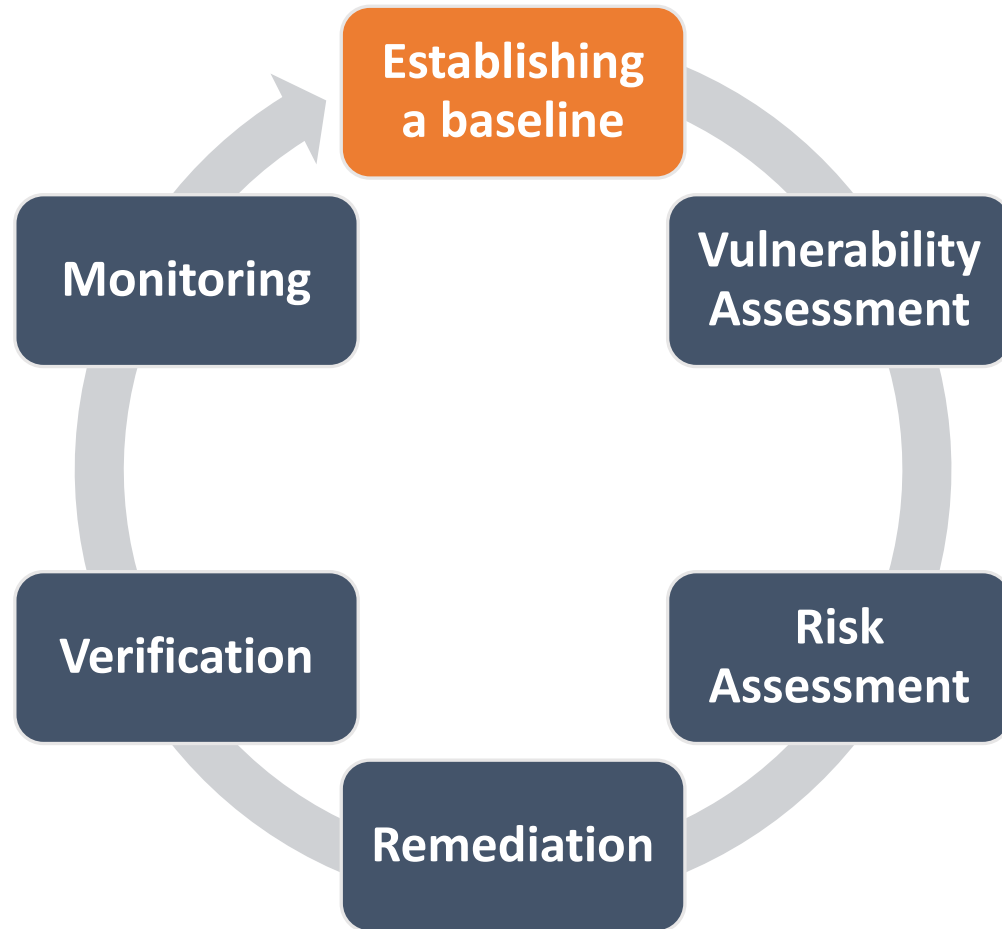 Establishing
a baseline
Vulnerability
Assessment
Risk
Assessment
Remediation
Verification
Monitoring